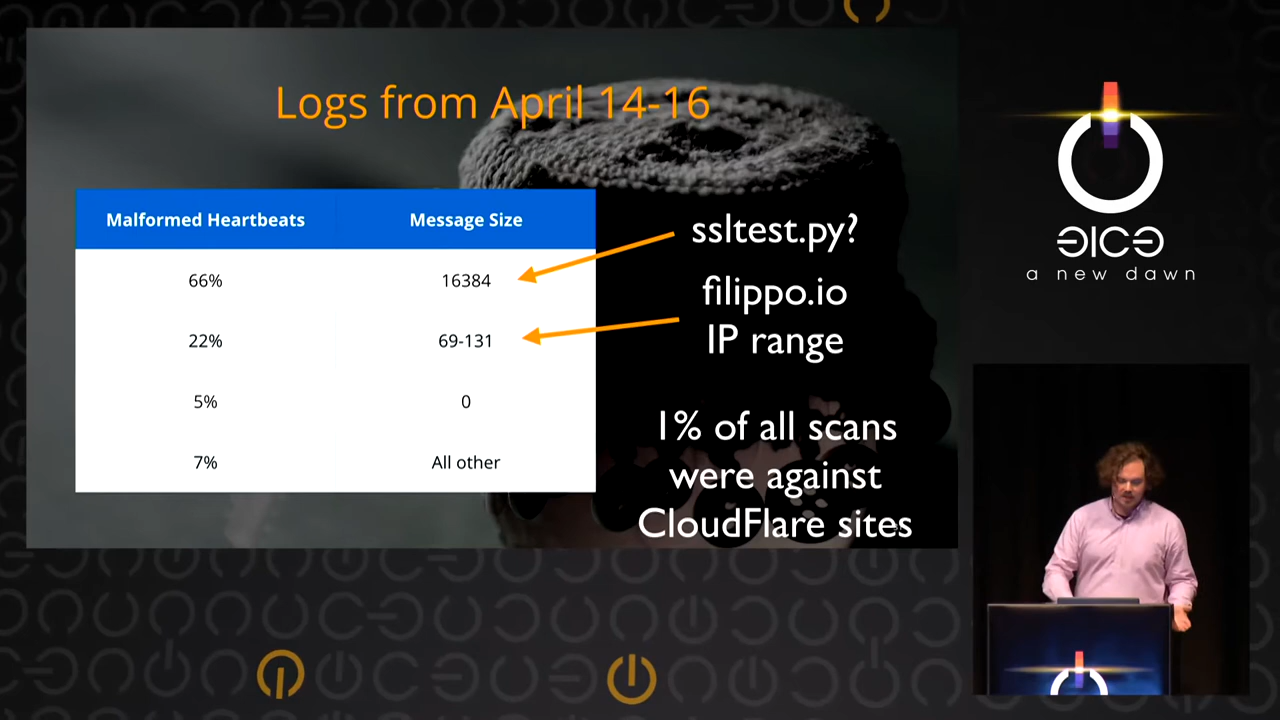 Logs from April 14-16
Malformed Heartbeats Message Size
66% 16384
22% 69-131
5% 0
7% All other
ssltest.py?
filippo.io
IP range
1% of all scans
were against
CloudFlare sites
a new dawn